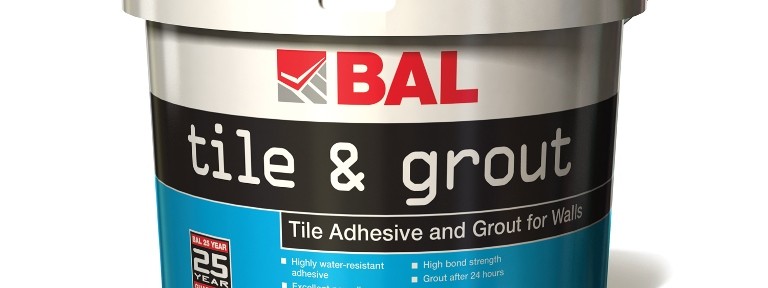 BAL
tile & grout
Tile Adhesive and Grout for Walls
BAL 25 YEAR
25
YEAR
Highly water-resistant
adhesive
High bond strength
Grout after 24 hours